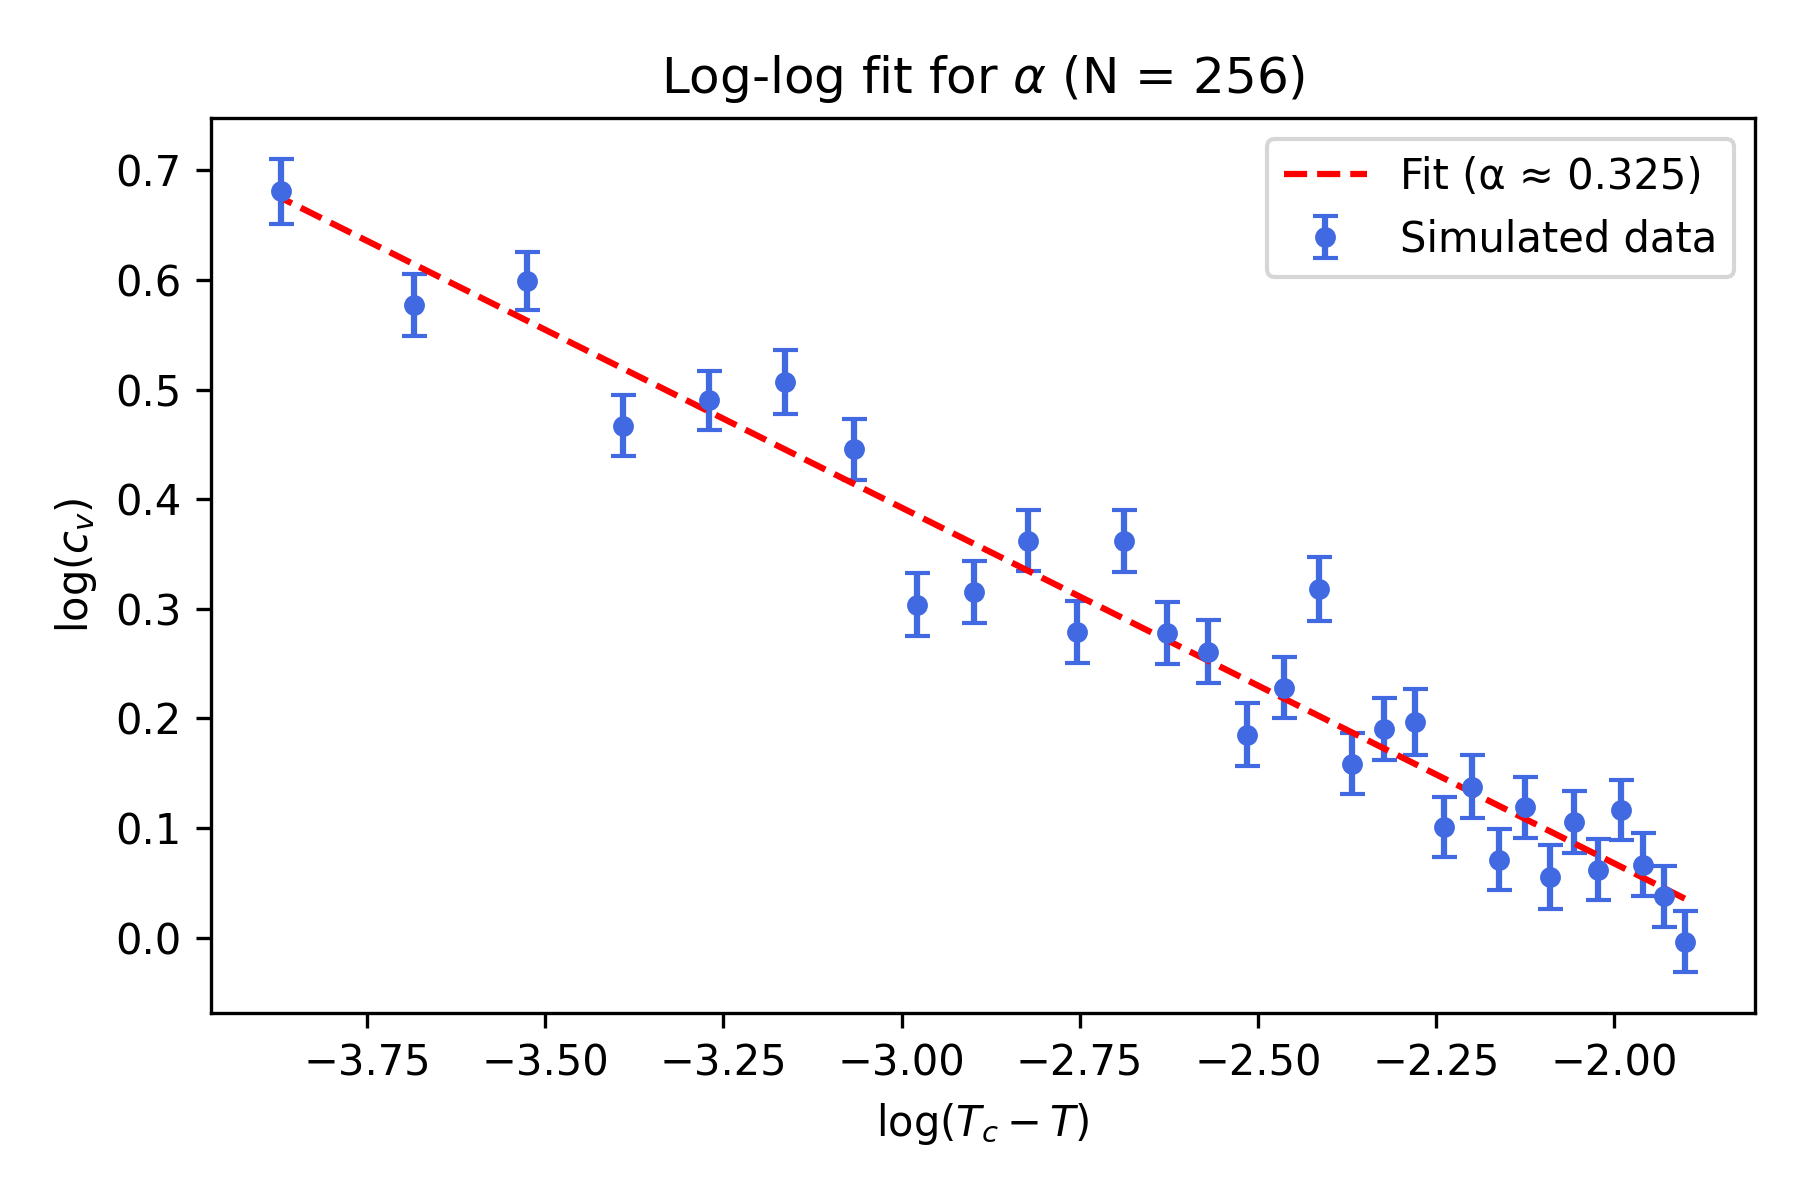 Log-log fit for α (N = 256)
Fit (α ≈ 0.325)
Simulated data
0.7
0.6
0.5
0.4
0.3
0.2
0.1
0.0
log(c_v)
−3.75 −3.50 −3.25 −3.00 −2.75 −2.50 −2.25 −2.00
log(T_c − T)